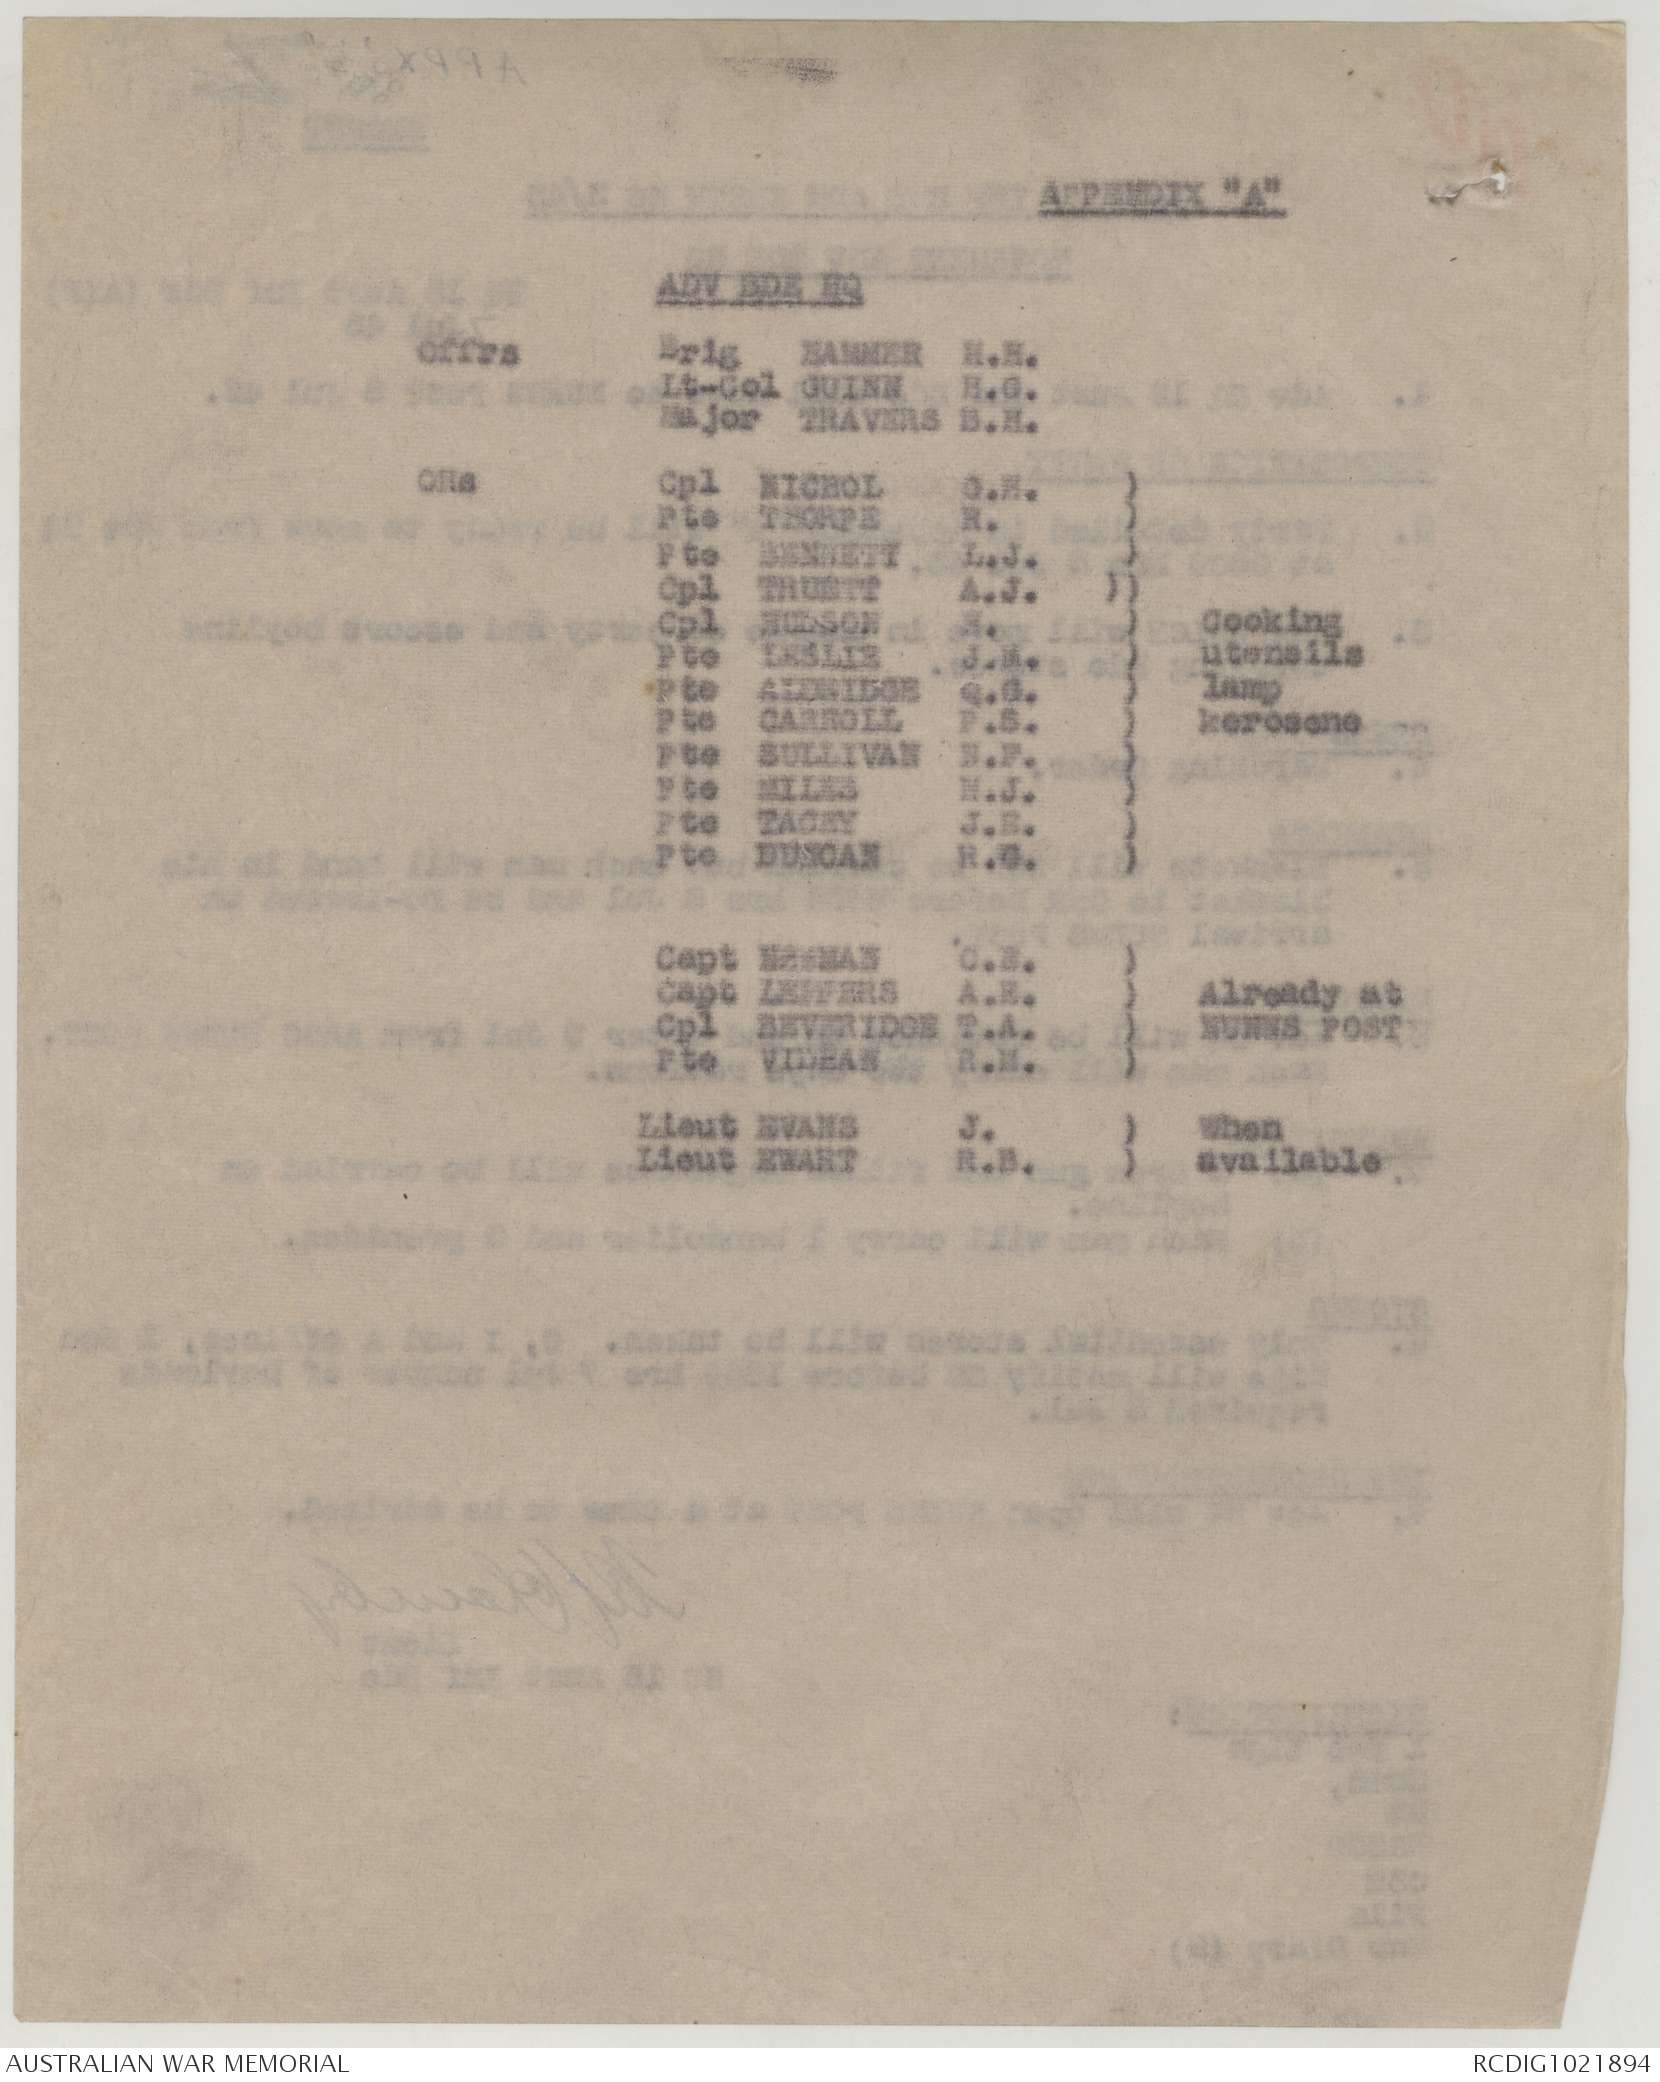 APPENDIX "A"
ADV BDE HQ
Offrs Brig HAMMER H.H.
Lt-Col GUINN H.G.
Major TRAVERS B.H.
ORs Cpl NICHOL G.H. )
Pte THORPE R. )
Pte BENNETT L.J. )
Cpl TRUETT A.J. ))
Cpl HUDSON ) Cooking
Pte LESLIE J.M. ) utensils
Pte ALDRIDGE Q.G. ) lamp
Pte CARROLL F.S. ) kerosene
Pte SULLIVAN N.F. )
Pte MILES N.J. )
Pte TACEY J.E. )
Pte DUNCAN R.G. )
Capt NEWMAN C.E. )
Capt LEFFERS A.E. ) Already at
Cpl BEVERIDGE T.A. ) NUNNS POST
Pte VIDEAN R.M. )
Lieut EVANS J. ) When
Lieut EWART R.B. ) available
AUSTRALIAN WAR MEMORIAL RCDIG1021894